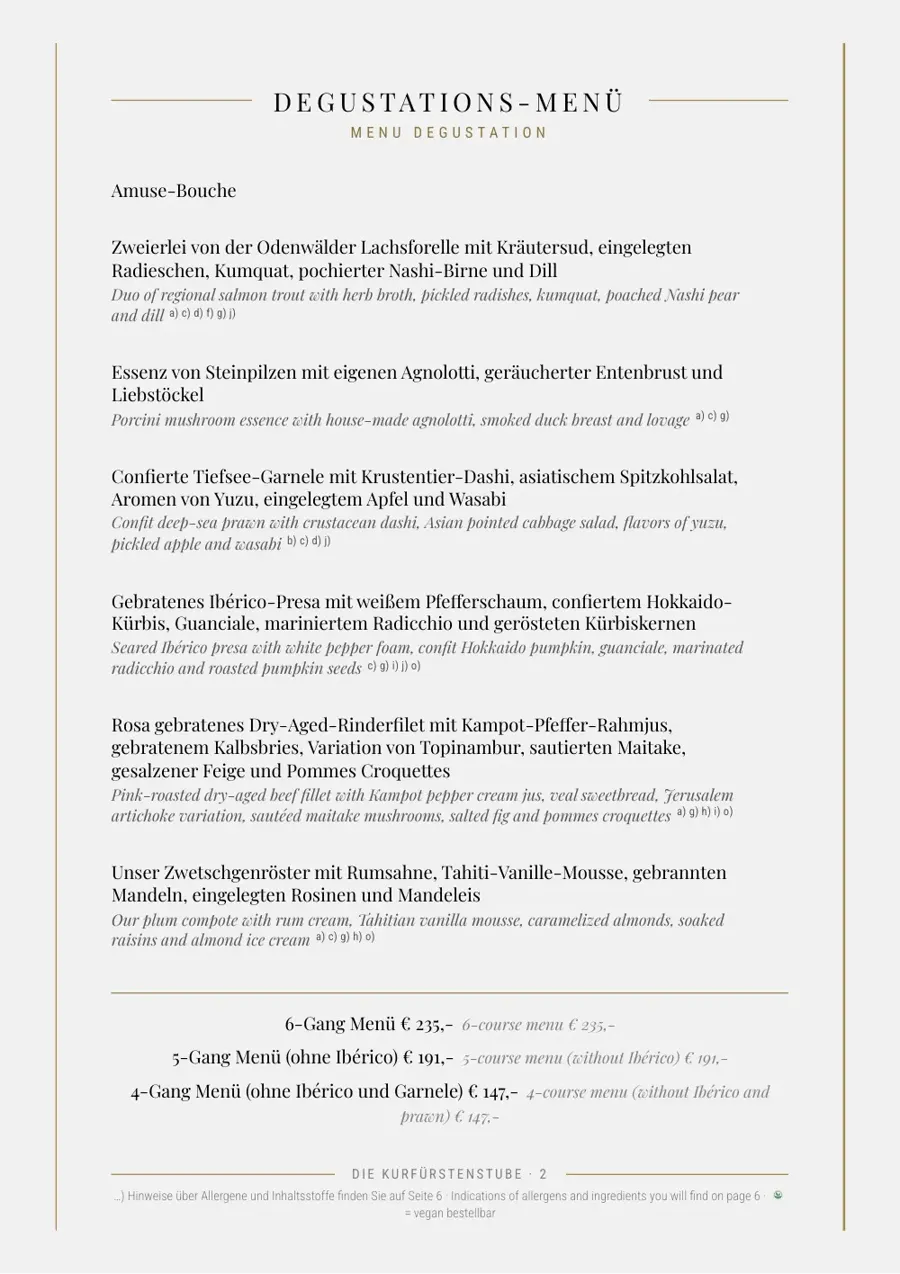 DEGUSTATIONS-MENÜ
MENU DEGUSTATION
Amuse-Bouche
Zweierlei von der Odenwälder Lachsforelle mit Kräutersud, eingelegten
Radieschen, Kumquat, pochierter Nashi-Birne und Dill
Duo of regional salmon trout with herb broth, pickled radishes, kumquat, poached Nashi pear
and dill a) c) d) f) g) j)
Essenz von Steinpilzen mit eigenen Agnolotti, geräucherter Entenbrust und
Liebstöckel
Porcini mushroom essence with house-made agnolotti, smoked duck breast and lovage a) c) g)
Confierte Tiefsee-Garnele mit Krustentier-Dashi, asiatischem Spitzkohlsalat,
Aromen von Yuzu, eingelegtem Apfel und Wasabi
Confit deep-sea prawn with crustacean dashi, Asian pointed cabbage salad, flavors of yuzu,
pickled apple and wasabi b) c) d) j)
Gebratenes Ibérico-Presa mit weißem Pfefferschaum, confiertem Hokkaido-
Kürbis, Guanciale, mariniertem Radicchio und gerösteten Kürbiskernen
Seared Ibérico presa with white pepper foam, confit Hokkaido pumpkin, guanciale, marinated
radicchio and roasted pumpkin seeds c) g) i) j) o)
Rosa gebratenes Dry-Aged-Rinderfilet mit Kampot-Pfeffer-Rahmjus,
gebratenem Kalbsbries, Variation von Topinambur, sautierten Maitake,
gesalzener Feige und Pommes Croquettes
Pink-roasted dry-aged beef fillet with Kampot pepper cream jus, veal sweetbread, Jerusalem
artichoke variation, sautéed maitake mushrooms, salted fig and pommes croquettes a) g) h) i) o)
Unser Zwetschgenröster mit Rumsahne, Tahiti-Vanille-Mousse, gebrannten
Mandeln, eingelegten Rosinen und Mandeleis
Our plum compote with rum cream, Tahitian vanilla mousse, caramelized almonds, soaked
raisins and almond ice cream a) c) g) h) o)
6-Gang Menü € 235,- 6-course menu € 235,-
5-Gang Menü (ohne Ibérico) € 191,- 5-course menu (without Ibérico) € 191,-
4-Gang Menü (ohne Ibérico und Garnele) € 147,- 4-course menu (without Ibérico and
prawn) € 147.-
DIE KURFÜRSTENSTUBE · 2
...) Hinweise über Allergene und Inhaltsstoffe finden Sie auf Seite 6 · Indications of allergens and ingredients you will find on page 6 ·
= vegan bestellbar